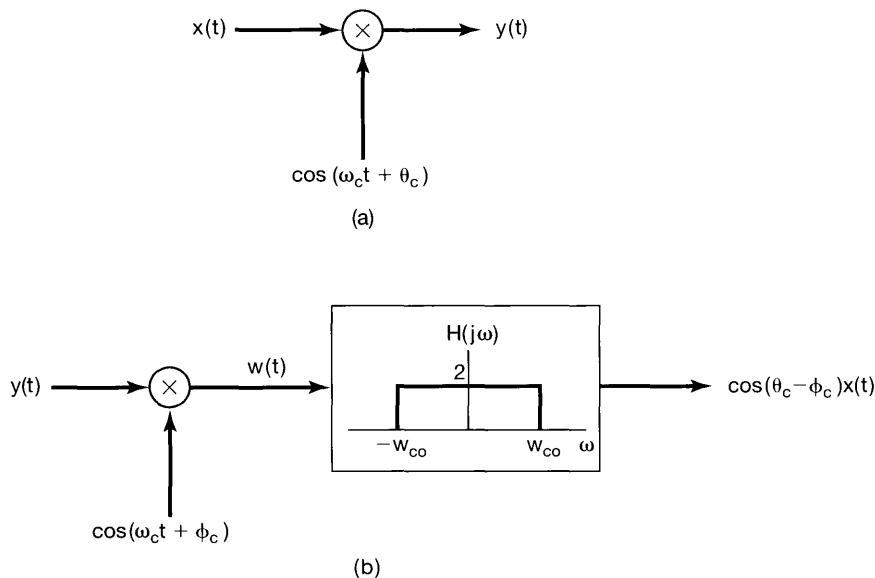 x(t)
×
y(t)
cos (ω_c t + θ_c)
(a)
y(t)
×
w(t)
H(jω)
2
−w_co
w_co
ω
cos(θ_c − ϕ_c)x(t)
cos(ω_c t + ϕ_c)
(b)